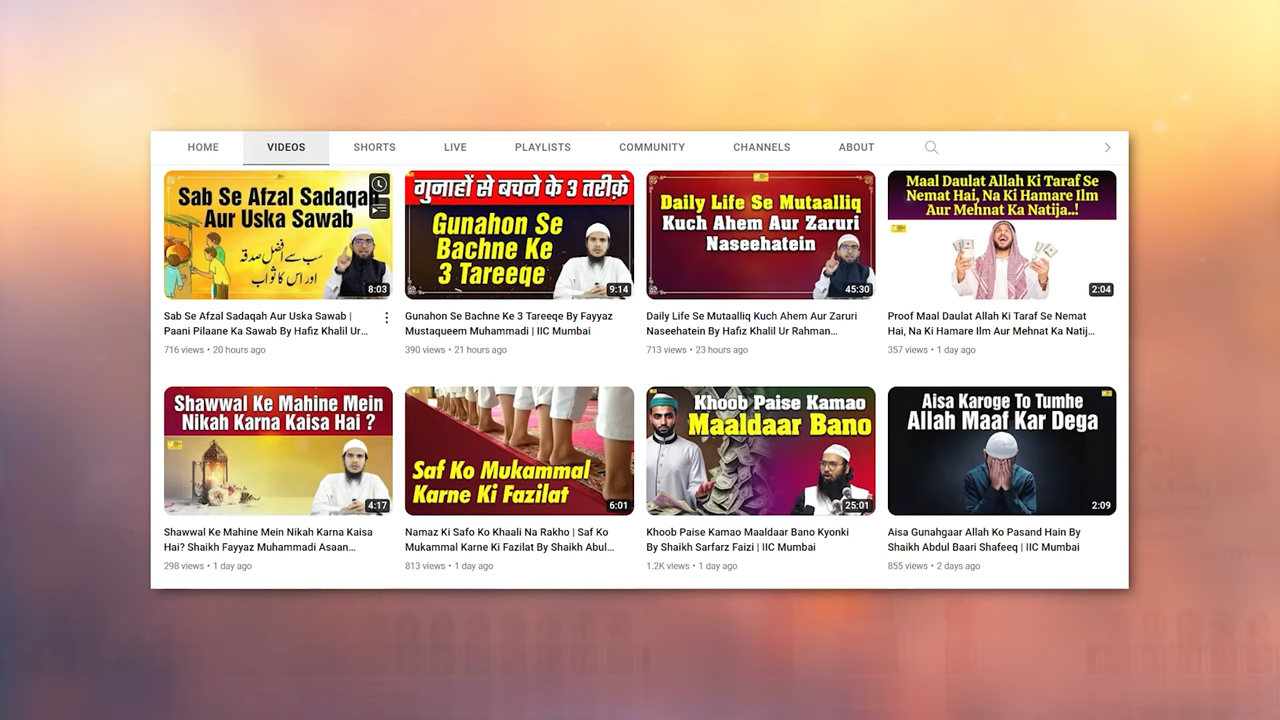 HOME VIDEOS SHORTS LIVE PLAYLISTS COMMUNITY CHANNELS ABOUT
Sab Se Afzal Sadaqah
Aur Uska Sawab
سب سے افضل صدقہ
اور اس کا ثواب
8:03
Sab Se Afzal Sadaqah Aur Uska Sawab |
Paani Pilaane Ka Sawab By Hafiz Khalil Ur...
716 views • 20 hours ago
गुनाहों से बचने के 3 तरीक़े
Gunahon Se
Bachne Ke
3 Tareeqe
9:14
Gunahon Se Bachne Ke 3 Tareeqe By Fayyaz
Mustaqueem Muhammadi | IIC Mumbai
390 views • 21 hours ago
Daily Life Se Mutaalliq
Kuch Ahem Aur Zaruri
Naseehatein
45:30
Daily Life Se Mutaalliq Kuch Ahem Aur Zaruri
Naseehatein By Hafiz Khalil Ur Rahman...
713 views • 23 hours ago
Maal Daulat Allah Ki Taraf Se
Nemat Hai, Na Ki Hamare Ilm
Aur Mehnat Ka Natija..!
2:04
Proof Maal Daulat Allah Ki Taraf Se Nemat
Hai, Na Ki Hamare Ilm Aur Mehnat Ka Natij...
357 views • 1 day ago
Shawwal Ke Mahine Mein
Nikah Karna Kaisa Hai ?
4:17
Shawwal Ke Mahine Mein Nikah Karna Kaisa
Hai? Shaikh Fayyaz Muhammadi Asaan...
298 views • 1 day ago
Saf Ko Mukammal
Karne Ki Fazilat
6:01
Namaz Ki Safo Ko Khaali Na Rakho | Saf Ko
Mukammal Karne Ki Fazilat By Shaikh Abul...
813 views • 1 day ago
Khoob Paise Kamao
Maaldaar Bano
25:01
Khoob Paise Kamao Maaldaar Bano Kyonki
By Shaikh Sarfarz Faizi | IIC Mumbai
1.2K views • 1 day ago
Aisa Karoge To Tumhe
Allah Maaf Kar Dega
2:09
Aisa Gunahgaar Allah Ko Pasand Hain By
Shaikh Abdul Baari Shafeeq | IIC Mumbai
855 views • 2 days ago